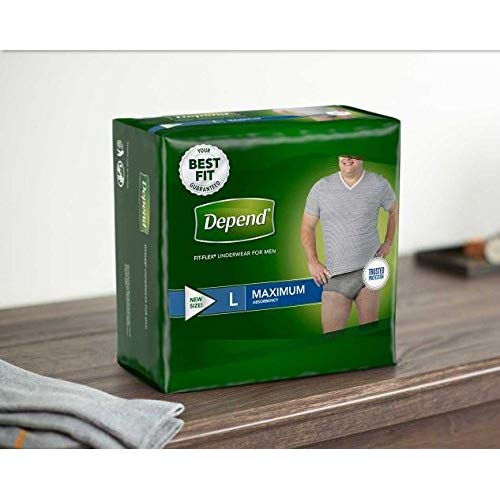 YOUR
BEST
FIT
GUARANTEED
Depend®
FIT-FLEX® UNDERWEAR FOR MEN
NEW
SIZE!
L
MAXIMUM
ABSORBENCY
TRUSTED
PROTECTION
Depend